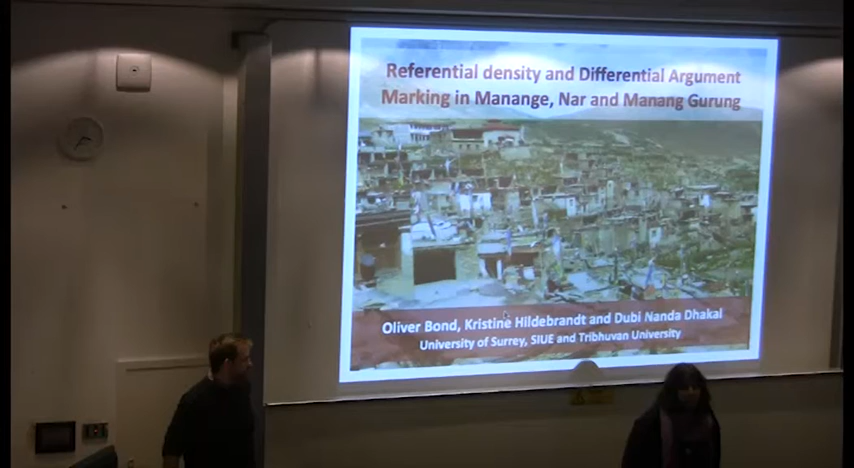 Referential density and Differential Argument
Marking in Manange, Nar and Manang Gurung
Oliver Bond, Kristine Hildebrandt and Dubi Nanda Dhakal
University of Surrey, SIUE and Tribhuvan University